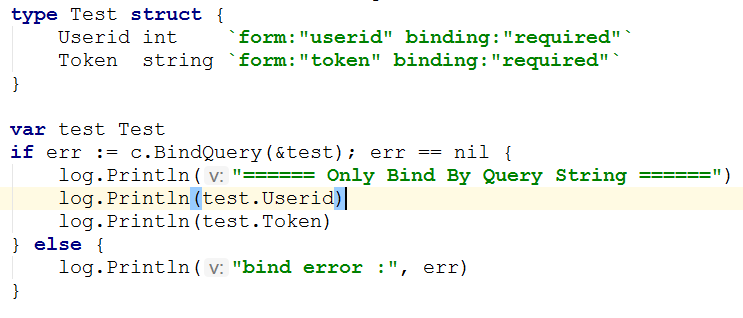 type Test struct {
    Userid int    `form:"userid" binding:"required"`
    Token  string `form:"token" binding:"required"`
}

var test Test
if err := c.BindQuery(&test); err == nil {
    log.Println( v: "====== Only Bind By Query String ======")
    log.Println(test.Userid)
    log.Println(test.Token)
} else {
    log.Println( v: "bind error :", err)
}